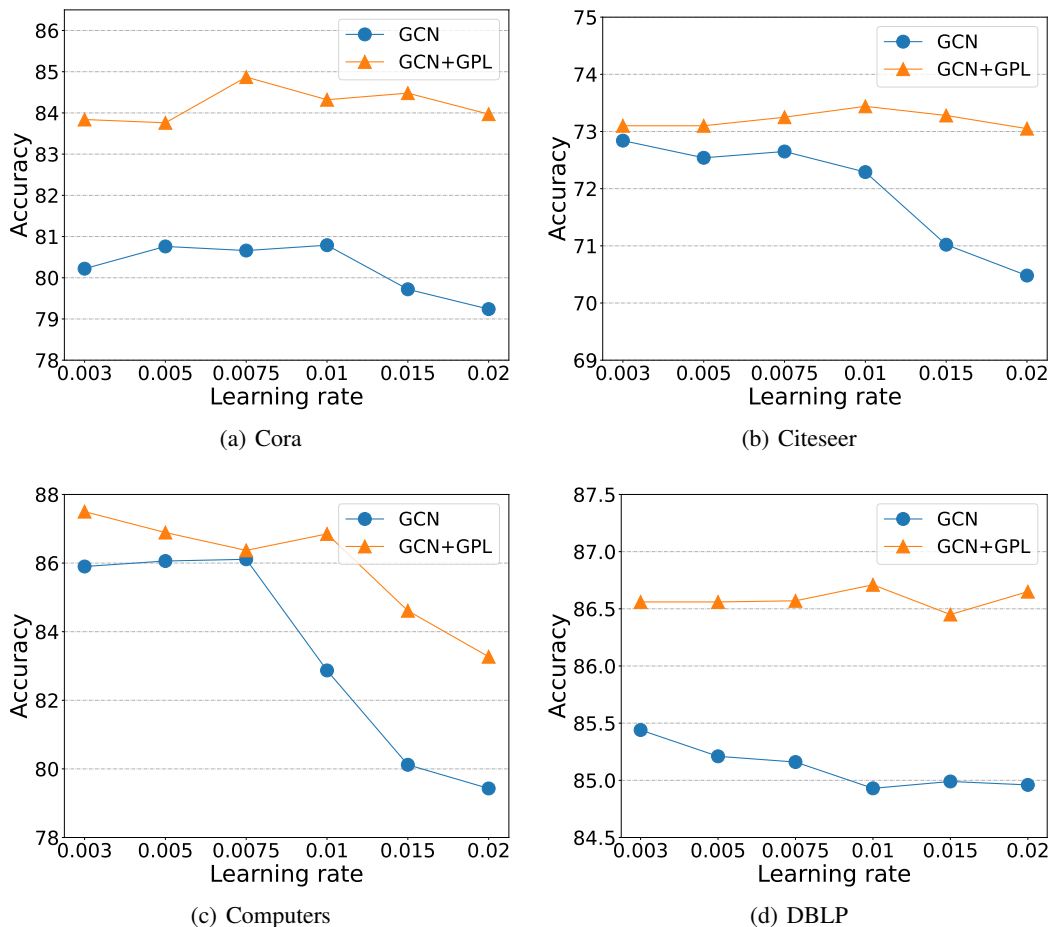 86
85
84
83
82
81
80
79
78
Accuracy
GCN
GCN+GPL
0.003 0.005 0.0075 0.01 0.015 0.02
Learning rate
(a) Cora
75
74
73
72
71
70
69
Accuracy
GCN
GCN+GPL
0.003 0.005 0.0075 0.01 0.015 0.02
Learning rate
(b) Citeseer
88
86
84
82
80
78
Accuracy
GCN
GCN+GPL
0.003 0.005 0.0075 0.01 0.015 0.02
Learning rate
(c) Computers
87.5
87.0
86.5
86.0
85.5
85.0
84.5
Accuracy
GCN
GCN+GPL
0.003 0.005 0.0075 0.01 0.015 0.02
Learning rate
(d) DBLP